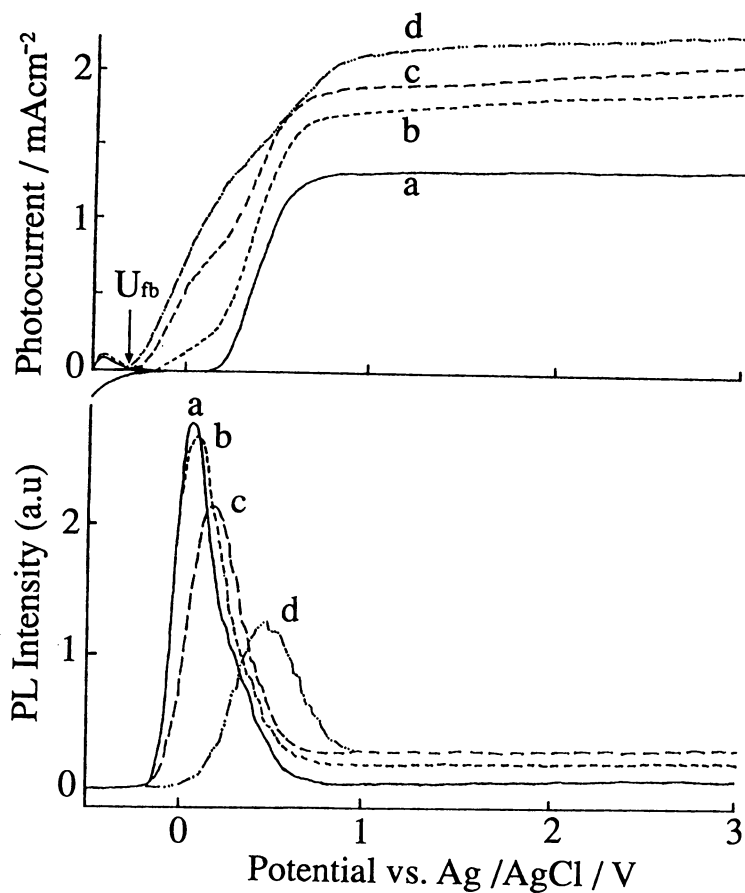 Photocurrent / mAcm⁻²
2
1
0
d
c
b
a
Ufb
PL Intensity (a.u)
2
1
0
a
b
c
d
0
1
2
3
Potential vs. Ag /AgCl / V